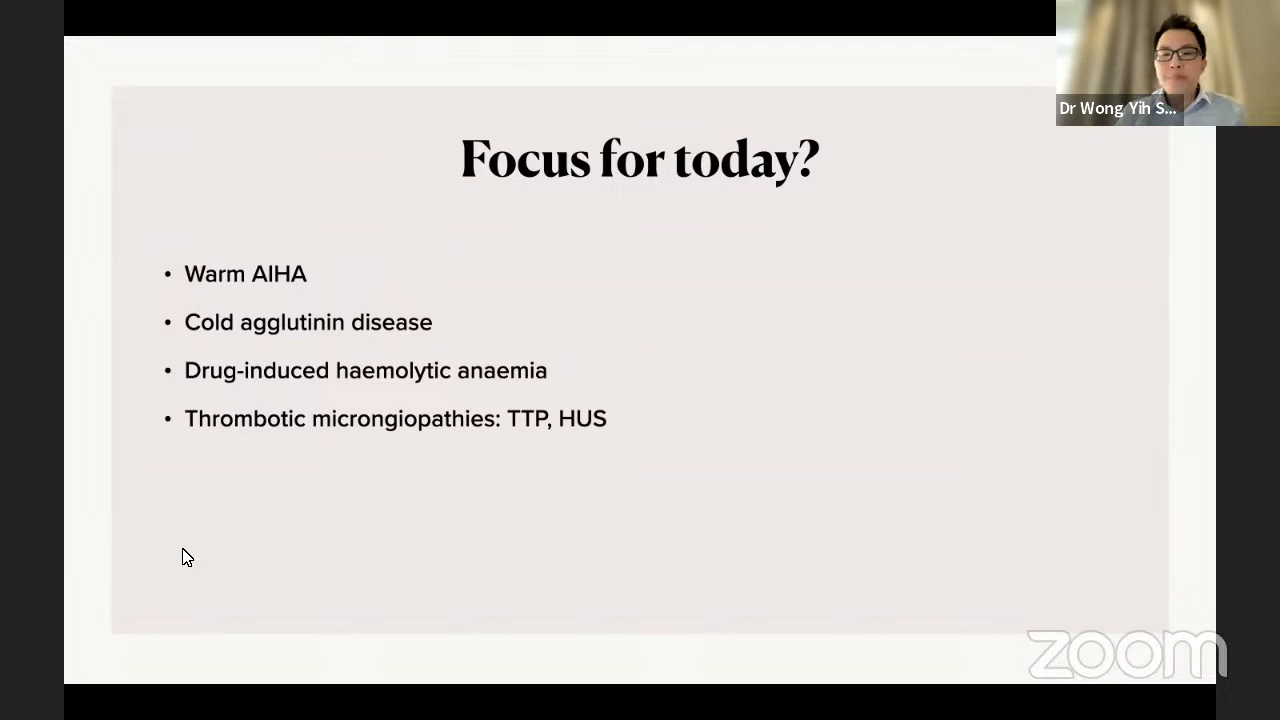 Focus for today?
• Warm AIHA
• Cold agglutinin disease
• Drug-induced haemolytic anaemia
• Thrombotic microngiopathies: TTP, HUS
Dr Wong Yih S...
zoom